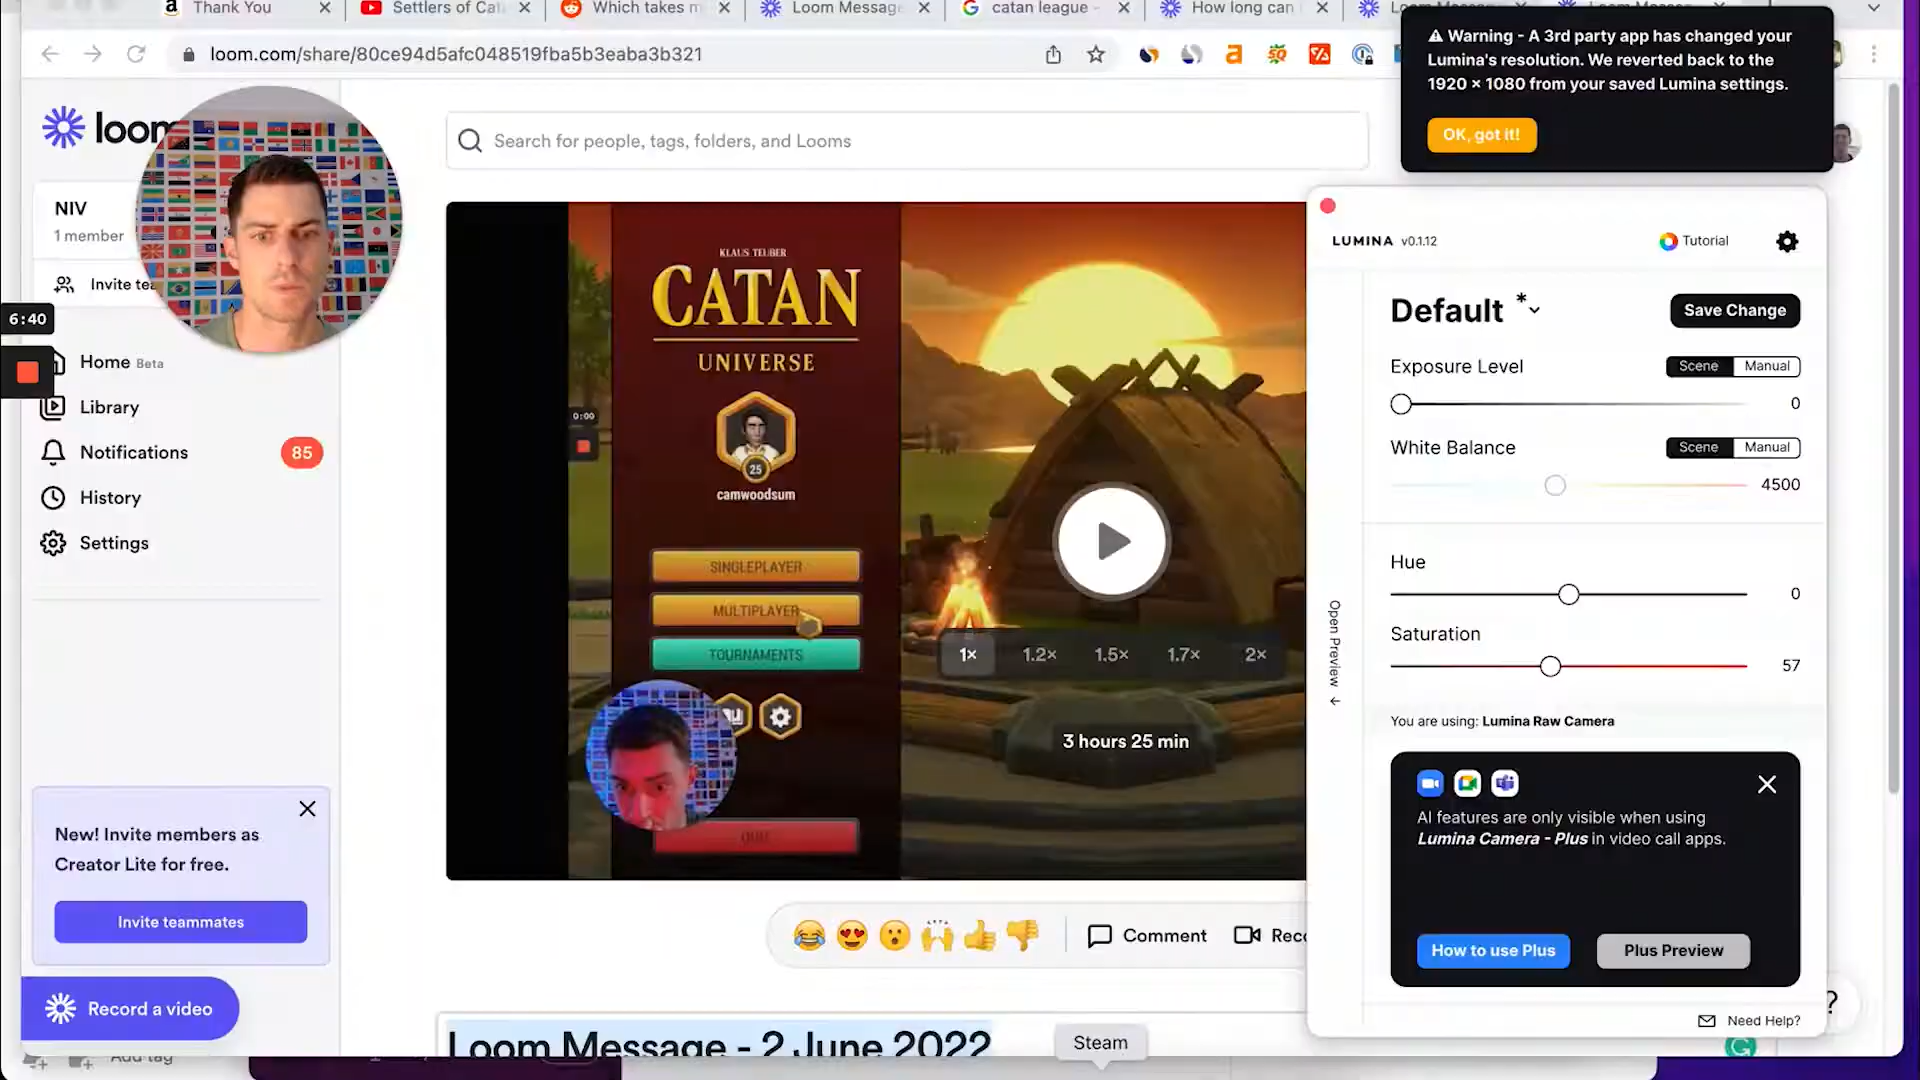 Thank You
Settlers of Cat
Which takes m
Loom Message
catan league -
How long can
loom.com/share/80ce94d5afc048519fba5b3eaba3b321
⚠ Warning - A 3rd party app has changed your
Lumina's resolution. We reverted back to the
1920 × 1080 from your saved Lumina settings.
OK, got it!
loom
Search for people, tags, folders, and Looms
NIV
1 member
Invite tea
6:40
Home Beta
Library
Notifications
85
History
Settings
New! Invite members as
Creator Lite for free.
Invite teammates
Record a video
Add tag
KLAUS TEUBER
CATAN
UNIVERSE
25
camwoodsum
0:00
SINGLEPLAYER
MULTIPLAYER
TOURNAMENTS
QUIT
1× 1.2× 1.5× 1.7× 2×
3 hours 25 min
Comment
Reco
Loom Message - 2 June 2022
Steam
LUMINA v0.1.12
Tutorial
Default *
Save Change
Exposure Level
Scene Manual
0
White Balance
Scene Manual
4500
Hue
0
Saturation
57
Open Preview
You are using: Lumina Raw Camera
AI features are only visible when using
Lumina Camera - Plus in video call apps.
How to use Plus
Plus Preview
Need Help?
?